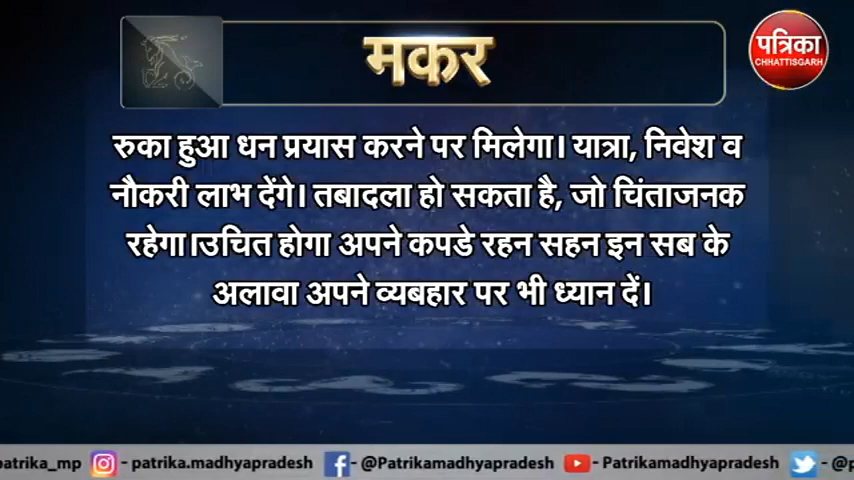 मकर
पत्रिका
CHHATTISGARH
रुका हुआ धन प्रयास करने पर मिलेगा। यात्रा, निवेश व
नौकरी लाभ देंगे। तबादला हो सकता है, जो चिंताजनक
रहेगा।उचित होगा अपने कपडे रहन सहन इन सब के
अलावा अपने व्यबहार पर भी ध्यान दें।
patrika_mp - patrika.madhyapradesh - @Patrikamadhyapradesh - Patrikamadhyapradesh - @p